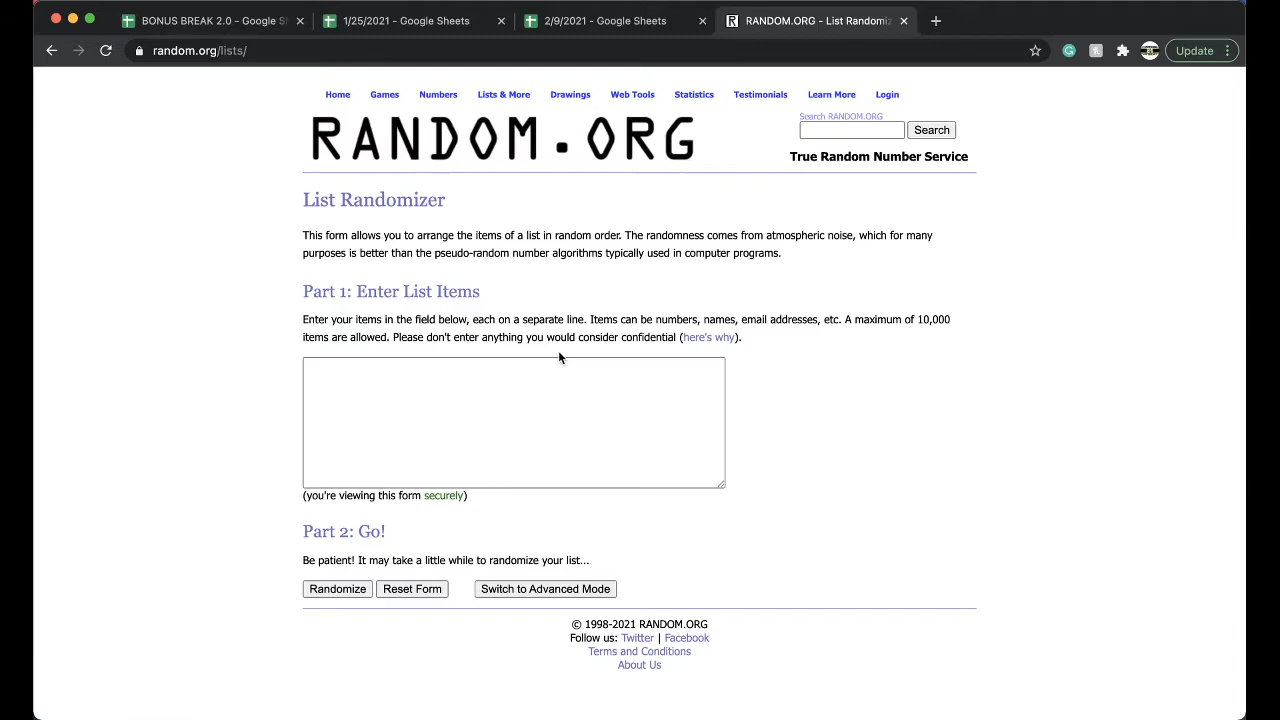 BONUS BREAK 2.0 - Google S
1/25/2021 - Google Sheets
2/9/2021 - Google Sheets
RANDOM.ORG - List Randomiz
random.org/lists/
Update
Home Games Numbers Lists & More Drawings Web Tools Statistics Testimonials Learn More Login
RANDOM.ORG
Search RANDOM.ORG
Search
True Random Number Service
List Randomizer
This form allows you to arrange the items of a list in random order. The randomness comes from atmospheric noise, which for many
purposes is better than the pseudo-random number algorithms typically used in computer programs.
Part 1: Enter List Items
Enter your items in the field below, each on a separate line. Items can be numbers, names, email addresses, etc. A maximum of 10,000
items are allowed. Please don't enter anything you would consider confidential (here's why).
(you're viewing this form securely)
Part 2: Go!
Be patient! It may take a little while to randomize your list...
Randomize Reset Form Switch to Advanced Mode
© 1998-2021 RANDOM.ORG
Follow us: Twitter | Facebook
Terms and Conditions
About Us